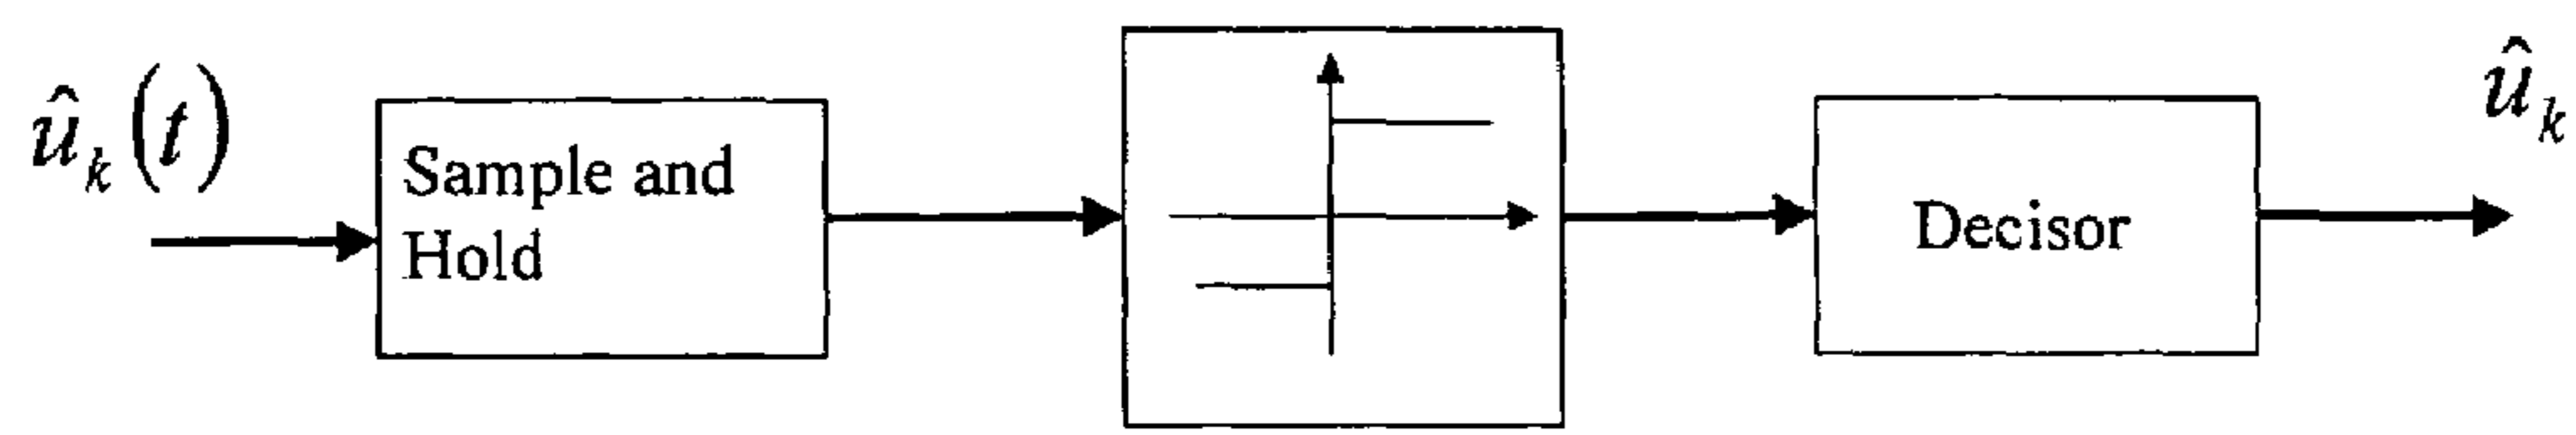 û_k(t)
Sample and
Hold
Decisor
û_k